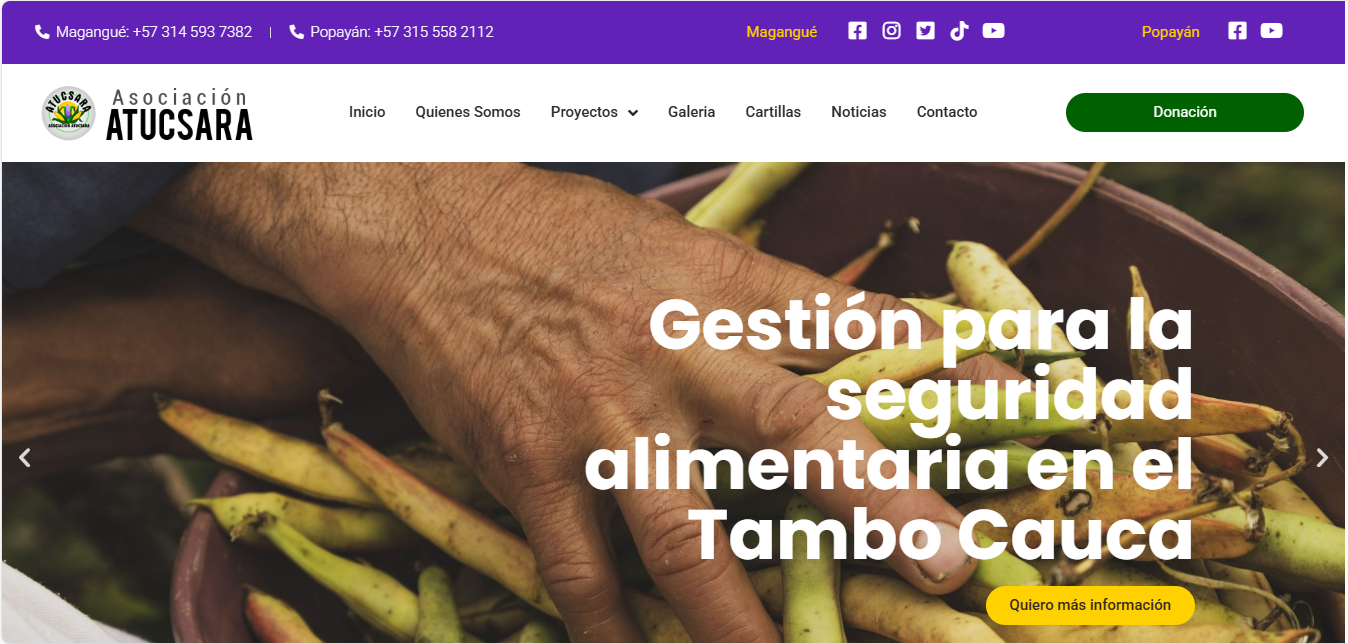 Magangué: +57 314 593 7382 | Popayán: +57 315 558 2112 Magangué Popayán
ATUCSARA
ASOCIACIÓN ATUCSARA
Asociación
ATUCSARA
Inicio Quienes Somos Proyectos Galeria Cartillas Noticias Contacto Donación
Gestión para la
seguridad
alimentaria en el
Tambo Cauca
Quiero más información